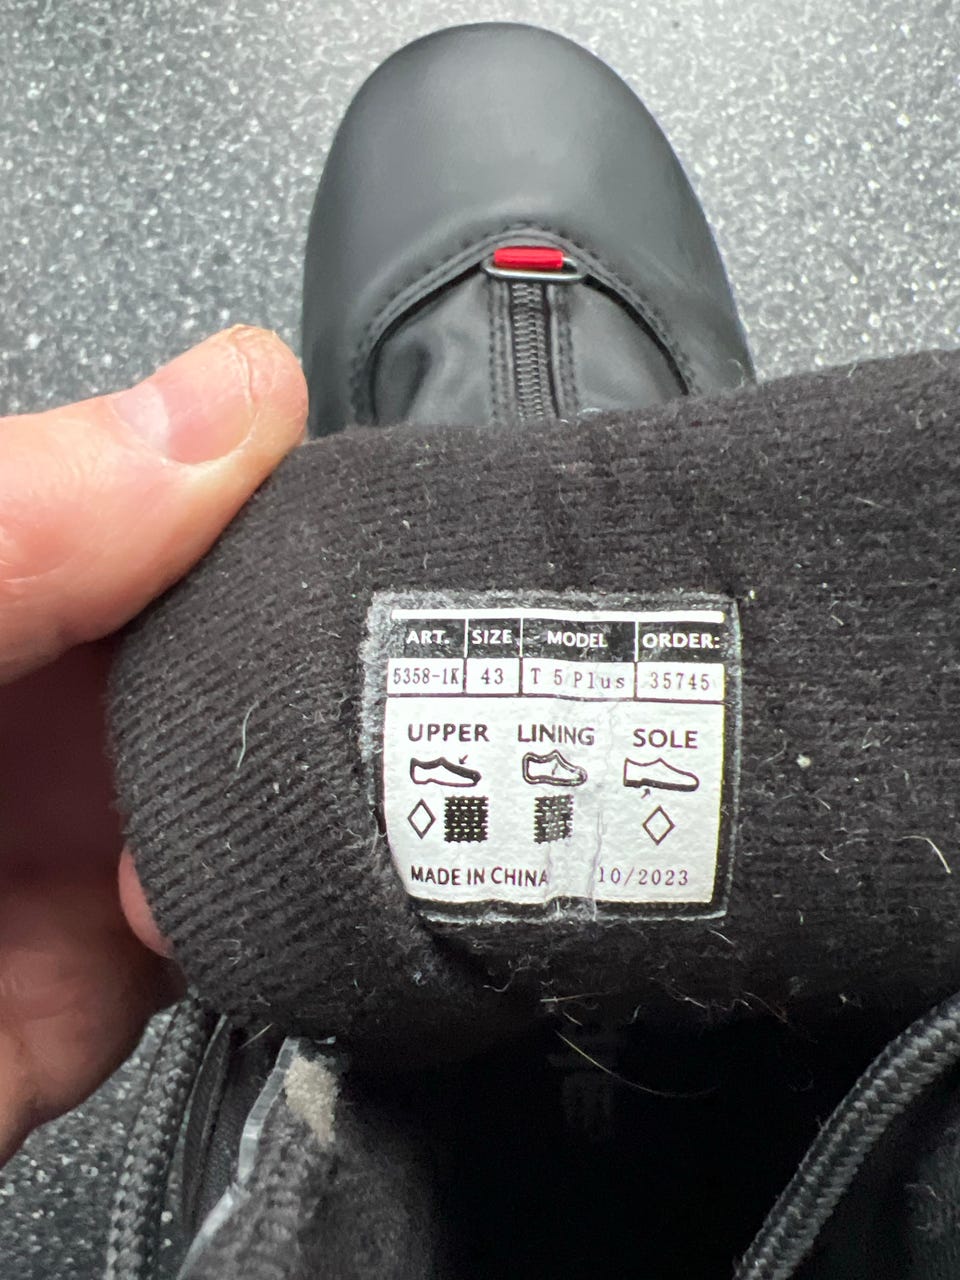 ART. SIZE MODEL ORDER:
5358-1K 43 T 5 Plus 35745
UPPER LINING SOLE
MADE IN CHINA 10/2023